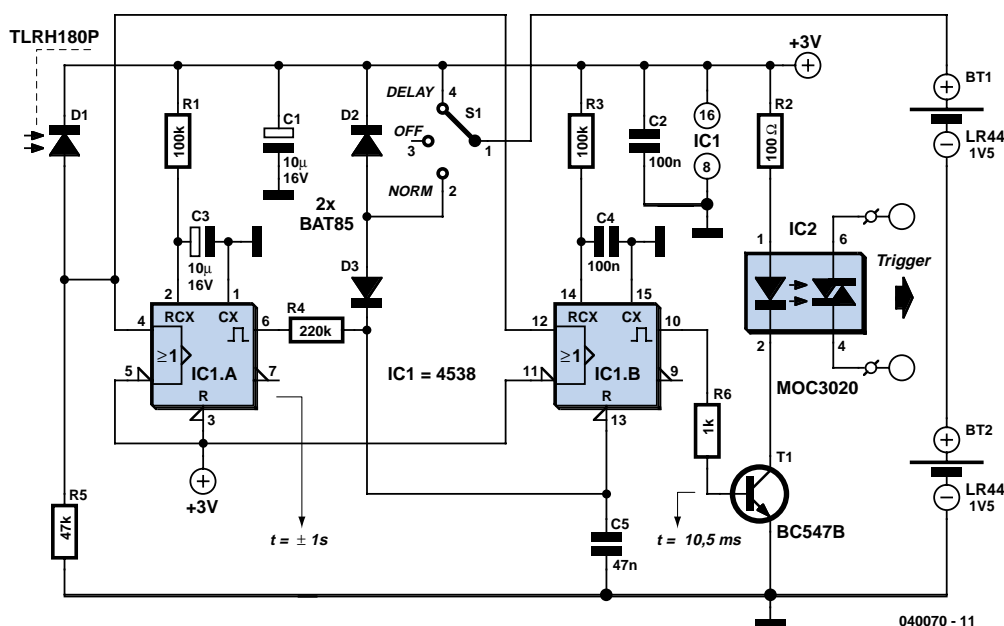 TLRH180P
+3V
BT1
D1
R1
C1
D2
DELAY
4
S1
R3
C2
16
IC1
R2
100k
10µ
16V
OFF
3
1
100k
100n
8
100 Ω
LR44
1V5
NORM
2
2x
BAT85
C3
10µ
16V
C4
100n
IC2
1
6
Trigger
D3
2
1
RCX
CX
4
≥1
6
R4
220k
5
IC1.A
7
R
3
IC1 = 4538
14
15
RCX
CX
12
≥1
10
11
IC1.B
9
R
13
2
4
MOC3020
R6
1k
BT2
+3V
T1
LR44
1V5
R5
47k
t = ± 1s
C5
47n
t = 10,5 ms
BC547B
040070 - 11